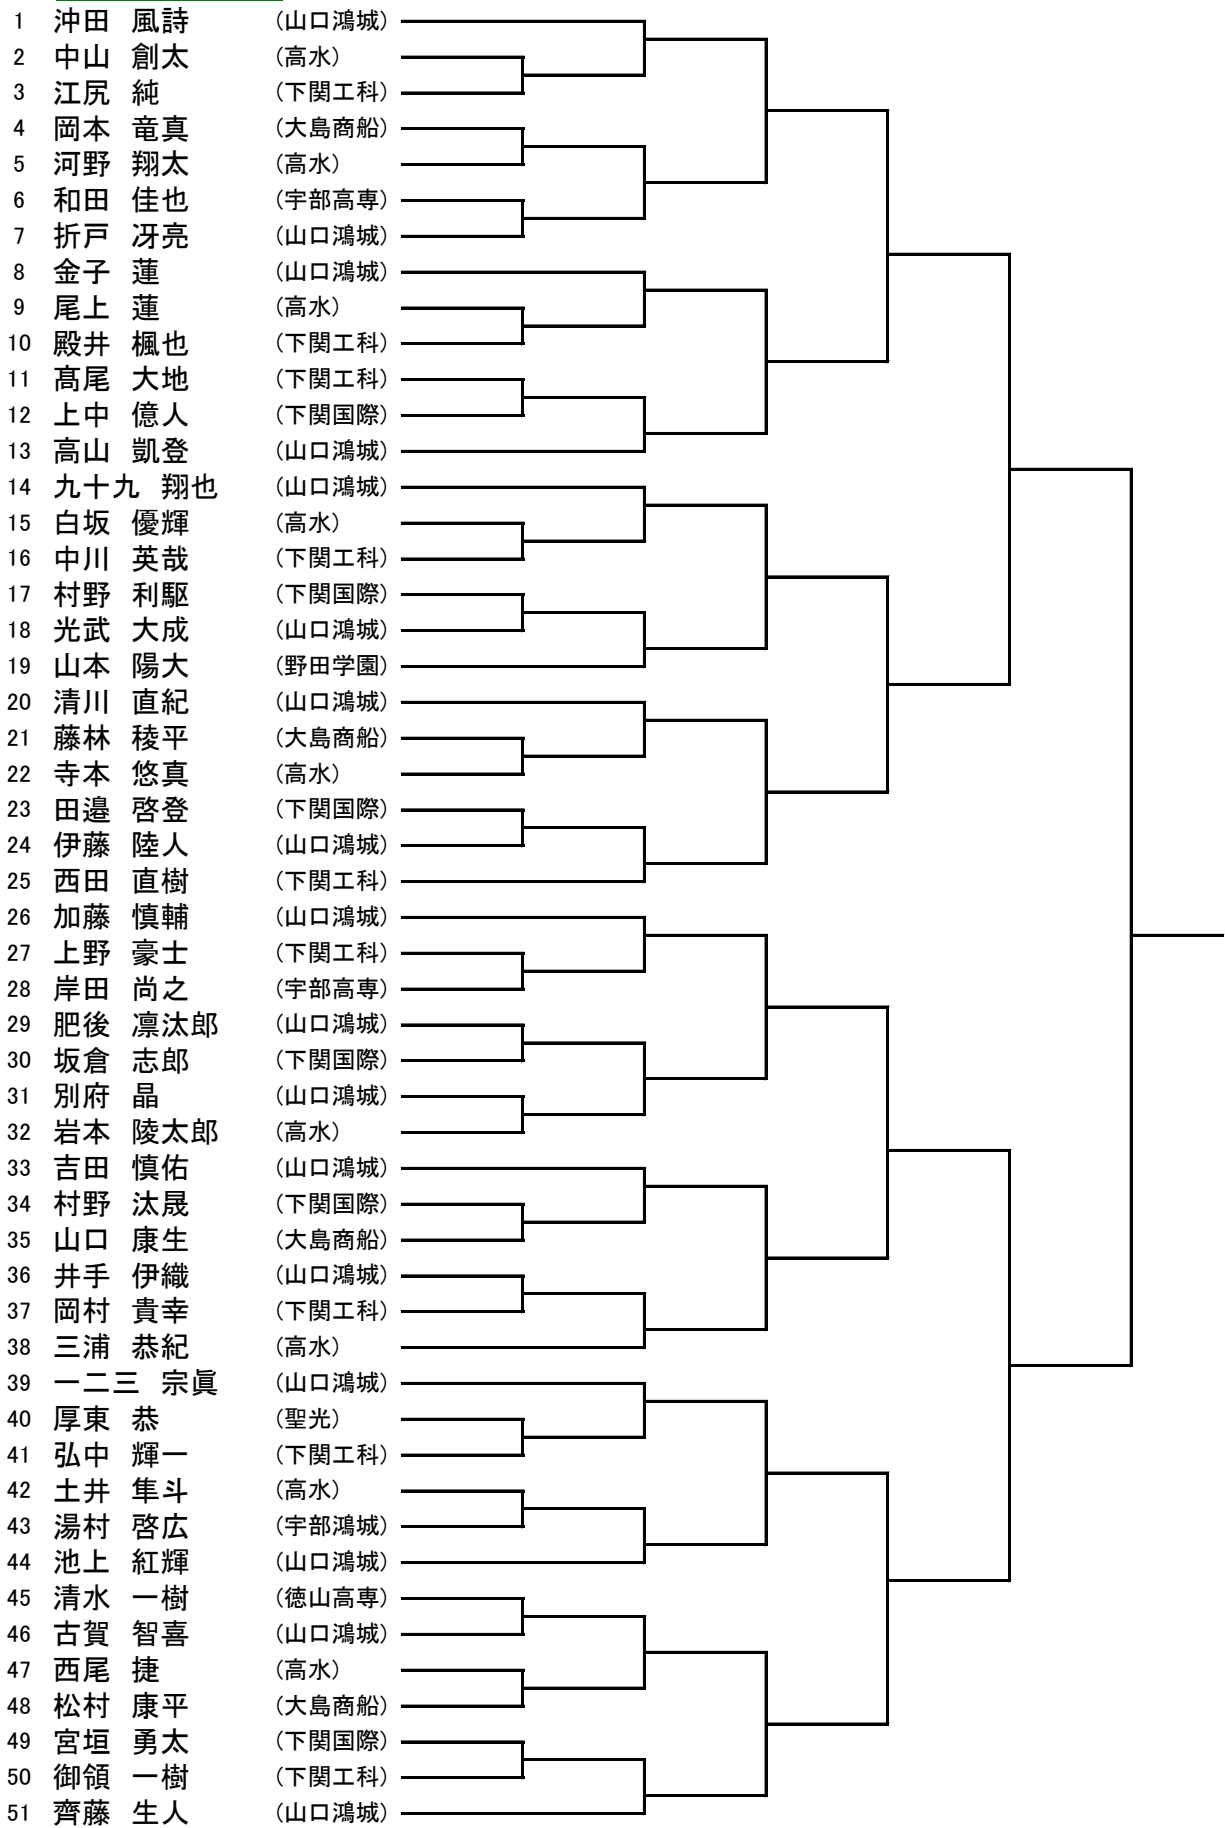 1 沖田 風詩 (山口鴻城)
2 中山 創太 (高水)
3 江尻 純 (下関工科)
4 岡本 竜真 (大島商船)
5 河野 翔太 (高水)
6 和田 佳也 (宇部高専)
7 折戸 冴亮 (山口鴻城)
8 金子 蓮 (山口鴻城)
9 尾上 蓮 (高水)
10 殿井 楓也 (下関工科)
11 髙尾 大地 (下関工科)
12 上中 億人 (下関国際)
13 高山 凱登 (山口鴻城)
14 九十九 翔也 (山口鴻城)
15 白坂 優輝 (高水)
16 中川 英哉 (下関工科)
17 村野 利駆 (下関国際)
18 光武 大成 (山口鴻城)
19 山本 陽大 (野田学園)
20 清川 直紀 (山口鴻城)
21 藤林 稜平 (大島商船)
22 寺本 悠真 (高水)
23 田邉 啓登 (下関国際)
24 伊藤 陸人 (山口鴻城)
25 西田 直樹 (下関工科)
26 加藤 慎輔 (山口鴻城)
27 上野 豪士 (下関工科)
28 岸田 尚之 (宇部高専)
29 肥後 凛汰郎 (山口鴻城)
30 坂倉 志郎 (下関国際)
31 別府 晶 (山口鴻城)
32 岩本 陵太郎 (高水)
33 吉田 慎佑 (山口鴻城)
34 村野 汰晟 (下関国際)
35 山口 康生 (大島商船)
36 井手 伊織 (山口鴻城)
37 岡村 貴幸 (下関工科)
38 三浦 恭紀 (高水)
39 一二三 宗眞 (山口鴻城)
40 厚東 恭 (聖光)
41 弘中 輝一 (下関工科)
42 土井 隼斗 (高水)
43 湯村 啓広 (宇部鴻城)
44 池上 紅輝 (山口鴻城)
45 清水 一樹 (徳山高専)
46 古賀 智喜 (山口鴻城)
47 西尾 捷 (高水)
48 松村 康平 (大島商船)
49 宮垣 勇太 (下関国際)
50 御領 一樹 (下関工科)
51 齊藤 生人 (山口鴻城)